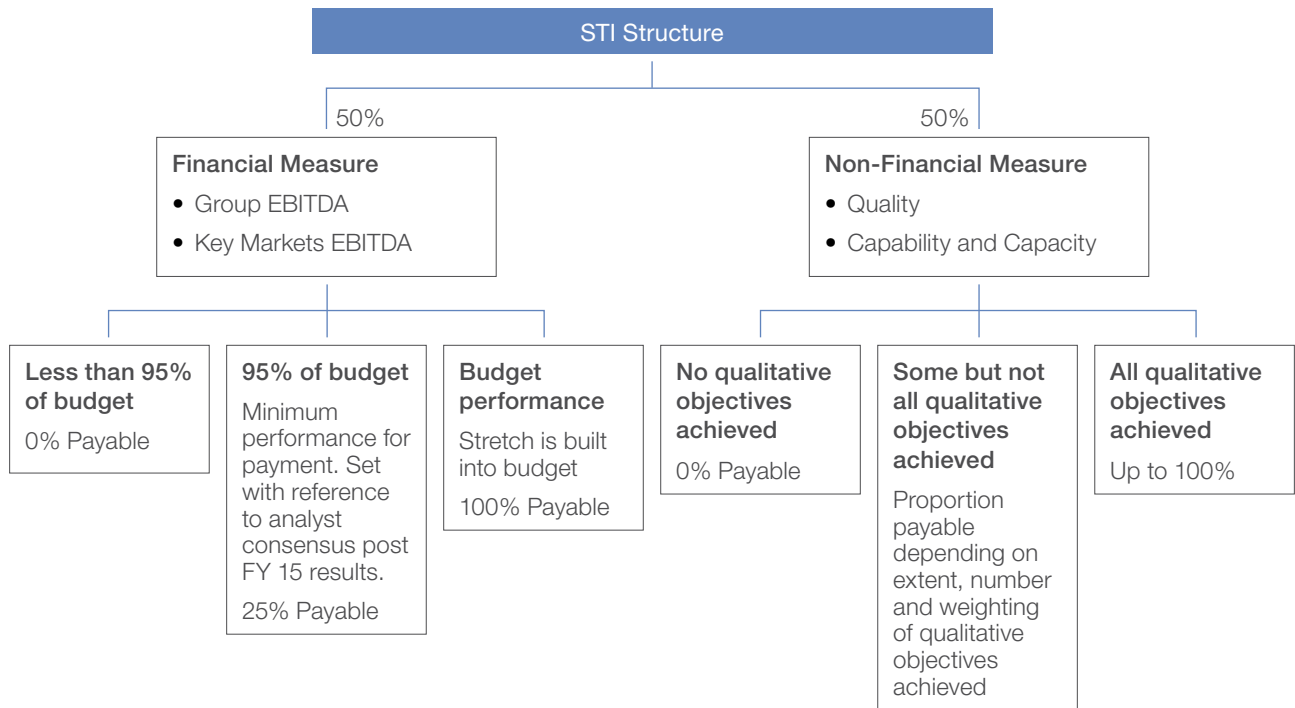 STI Structure
50%
50%
Financial Measure
• Group EBITDA
• Key Markets EBITDA
Non-Financial Measure
• Quality
• Capability and Capacity
Less than 95%
of budget
0% Payable
95% of budget
Minimum
performance for
payment. Set
with reference
to analyst
consensus post
FY 15 results.
25% Payable
Budget
performance
Stretch is built
into budget
100% Payable
No qualitative
objectives
achieved
0% Payable
Some but not
all qualitative
objectives
achieved
Proportion
payable
depending on
extent, number
and weighting
of qualitative
objectives
achieved
All qualitative
objectives
achieved
Up to 100%